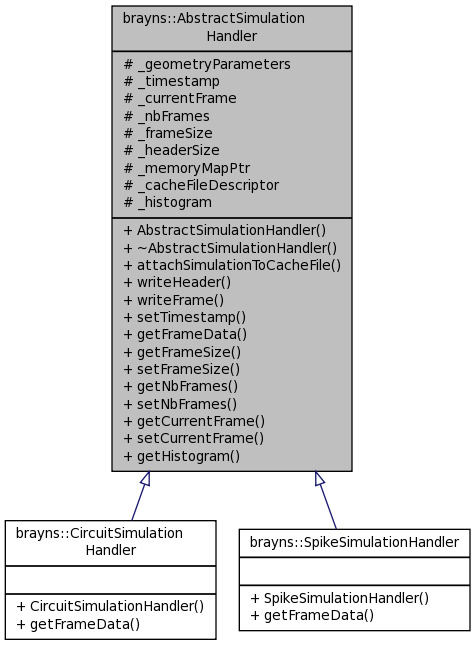 brayns::AbstractSimulation
Handler
# _geometryParameters
# _timestamp
# _currentFrame
# _nbFrames
# _frameSize
# _headerSize
# _memoryMapPtr
# _cacheFileDescriptor
# _histogram
+ AbstractSimulationHandler()
+ ~AbstractSimulationHandler()
+ attachSimulationToCacheFile()
+ writeHeader()
+ writeFrame()
+ setTimestamp()
+ getFrameData()
+ getFrameSize()
+ setFrameSize()
+ getNbFrames()
+ setNbFrames()
+ getCurrentFrame()
+ setCurrentFrame()
+ getHistogram()
brayns::CircuitSimulation
Handler
+ CircuitSimulationHandler()
+ getFrameData()
brayns::SpikeSimulationHandler
+ SpikeSimulationHandler()
+ getFrameData()